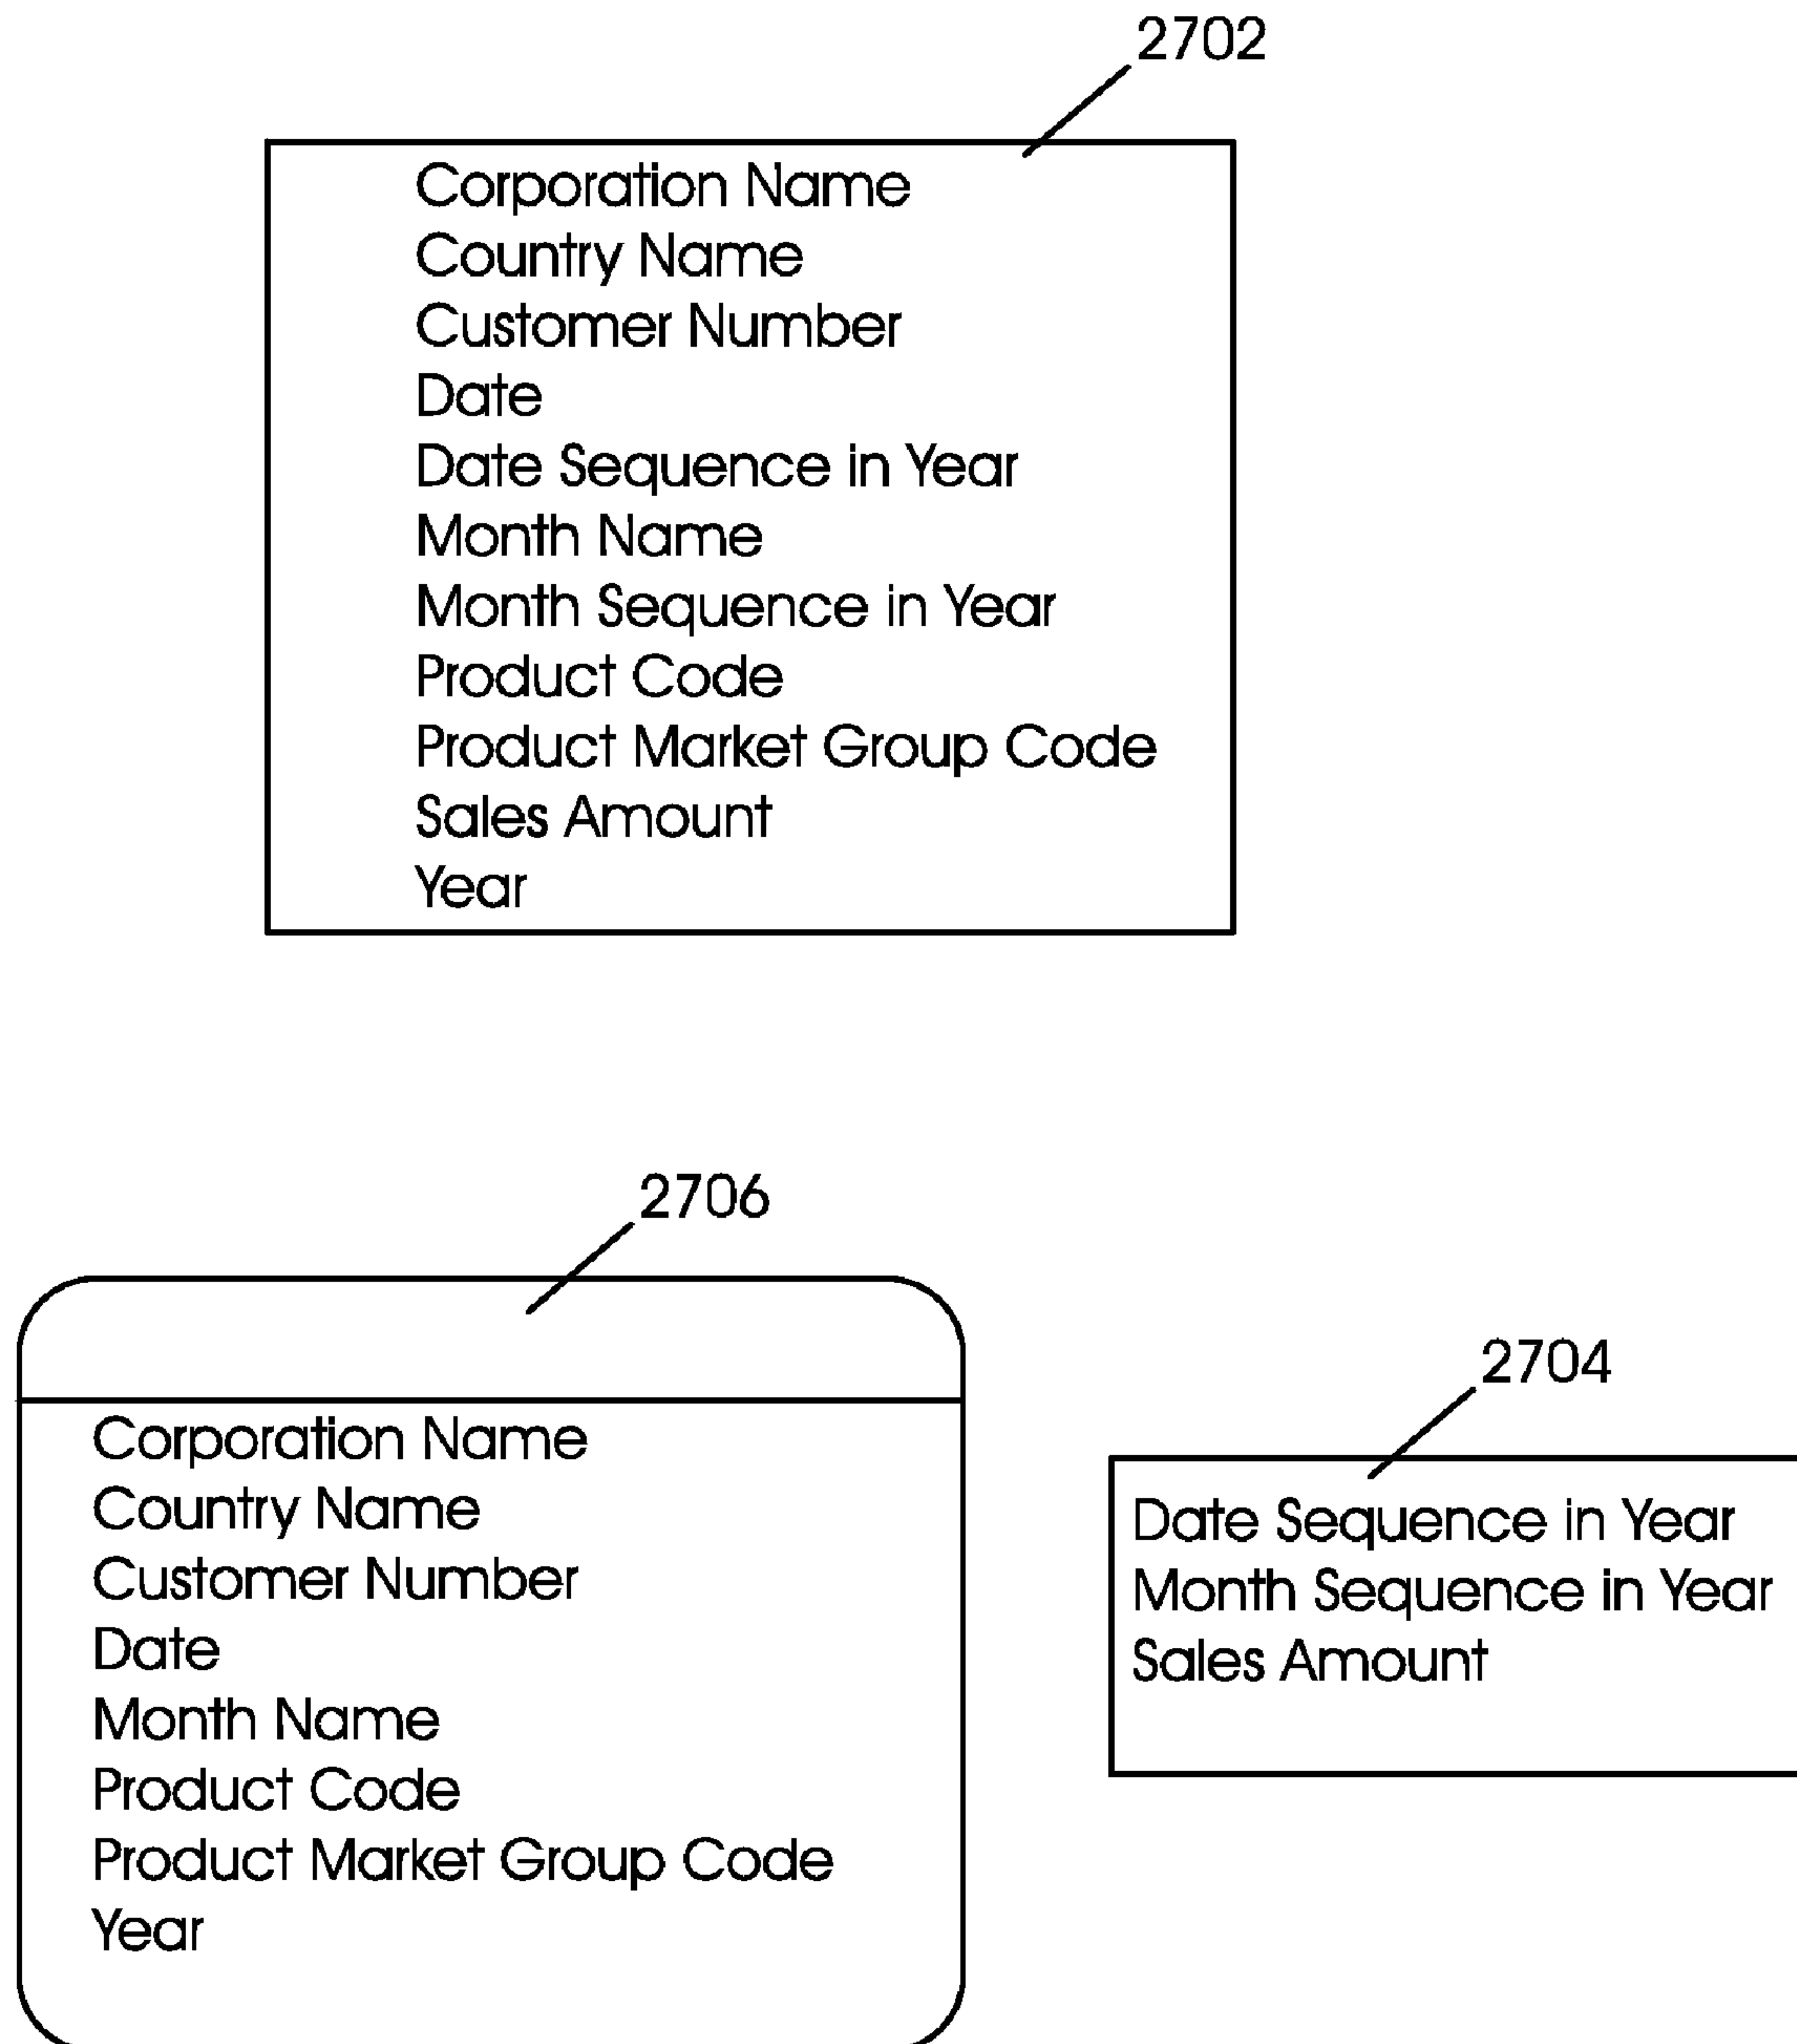 2702
Corporation Name
Country Name
Customer Number
Date
Date Sequence in Year
Month Name
Month Sequence in Year
Product Code
Product Market Group Code
Sales Amount
Year
2706
Corporation Name
Country Name
Customer Number
Date
Month Name
Product Code
Product Market Group Code
Year
2704
Date Sequence in Year
Month Sequence in Year
Sales Amount